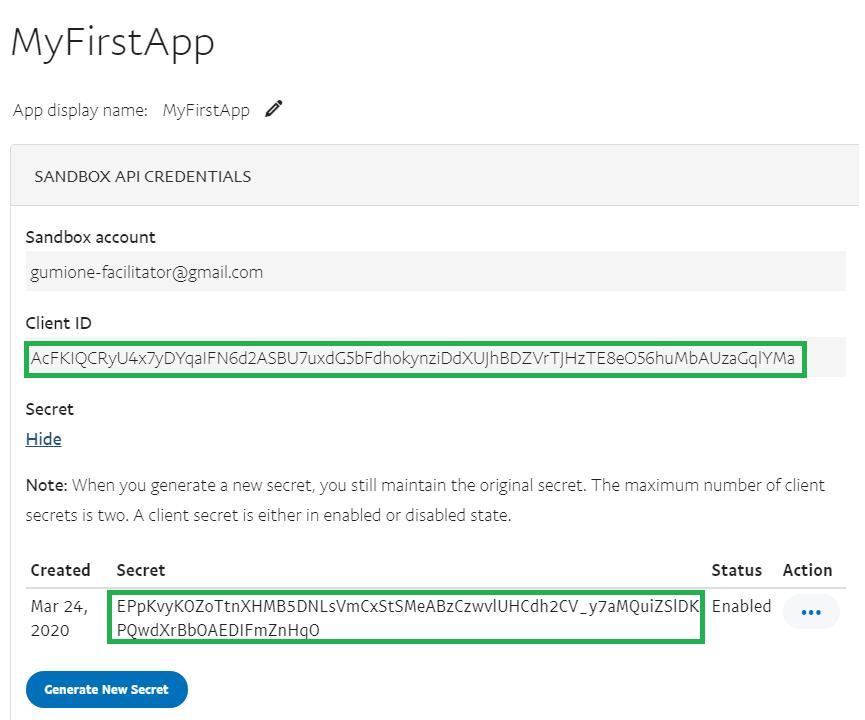 MyFirstApp
App display name: MyFirstApp
SANDBOX API CREDENTIALS
Sandbox account
gumione-facilitator@gmail.com
Client ID
AcFKIQCRyU4x7yDYqaIFN6d2ASBU7uxdG5bFdhokynziDdXUJhBDZVrTJHzTE8eO56huMbAUzaGqlYMa
Secret
Hide
Note: When you generate a new secret, you still maintain the original secret. The maximum number of client
secrets is two. A client secret is either in enabled or disabled state.
Created Secret Status Action
Mar 24, EPpKvyKOZoTtnXHMB5DNLsVmCxStSMeABzCzwvlUHCdh2CV_y7aMQuiZSlDK Enabled
2020 PQwdXrBbOAEDIFmZnHqO
Generate New Secret